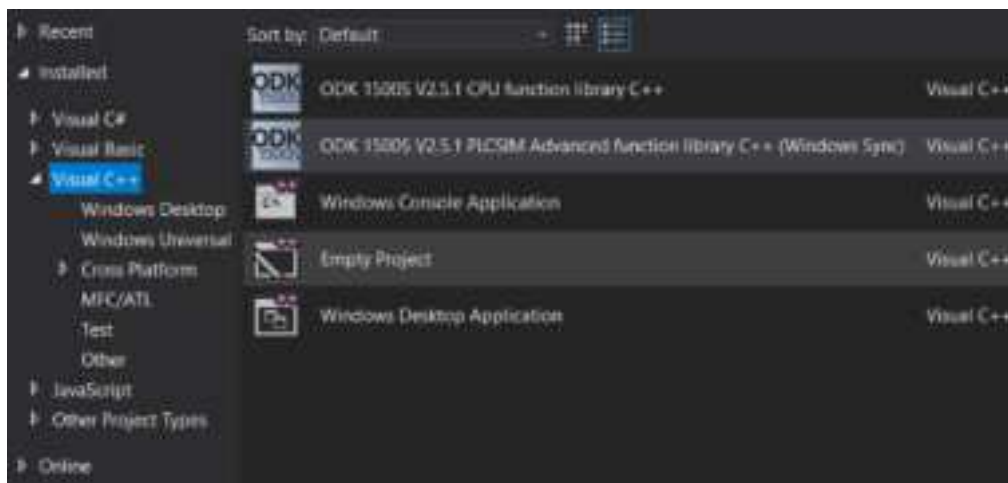 Recent
Installed
Visual C#
Visual Basic
Visual C++
Windows Desktop
Windows Universal
Cross Platform
MFC/ATL
Test
Other
JavaScript
Other Project Types
Online
Sort by: Default
ODK 1500S V2.5.1 CPU function library C++ Visual C++
ODK 1500S V2.5.1 PLCSIM Advanced function library C++ (Windows Sync) Visual C++
Windows Console Application Visual C++
Empty Project Visual C++
Windows Desktop Application Visual C++
ODK
1500S
ODK
1500S